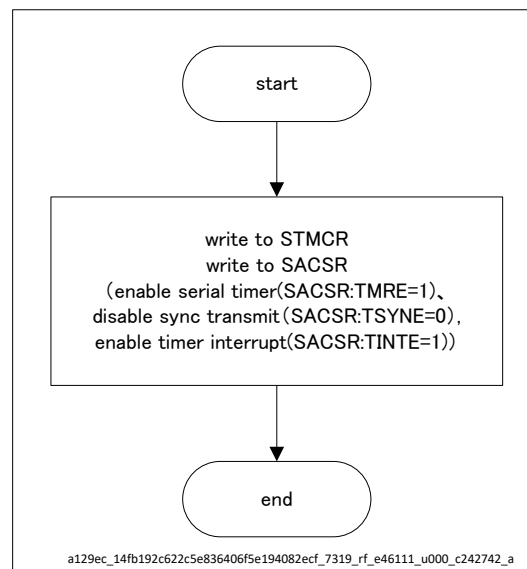 start
write to STMCR
write to SACSR
(enable serial timer(SACSR:TMRE=1)、
disable sync transmit(SACSR:TSYNE=0),
enable timer interrupt(SACSR:TINTE=1))
end
a129ec_14fb192c622c5e836406f5e194082ecf_7319_rf_e46111_u000_c242742_a